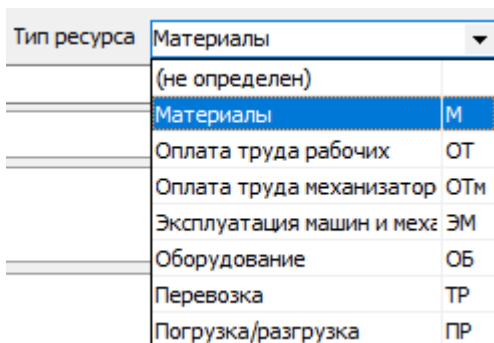 Тип ресурса Материалы
(не определен)
Материалы М
Оплата труда рабочих ОТ
Оплата труда механизатор ОТм
Эксплуатация машин и меха ЭМ
Оборудование ОБ
Перевозка ТР
Погрузка/разгрузка ПР